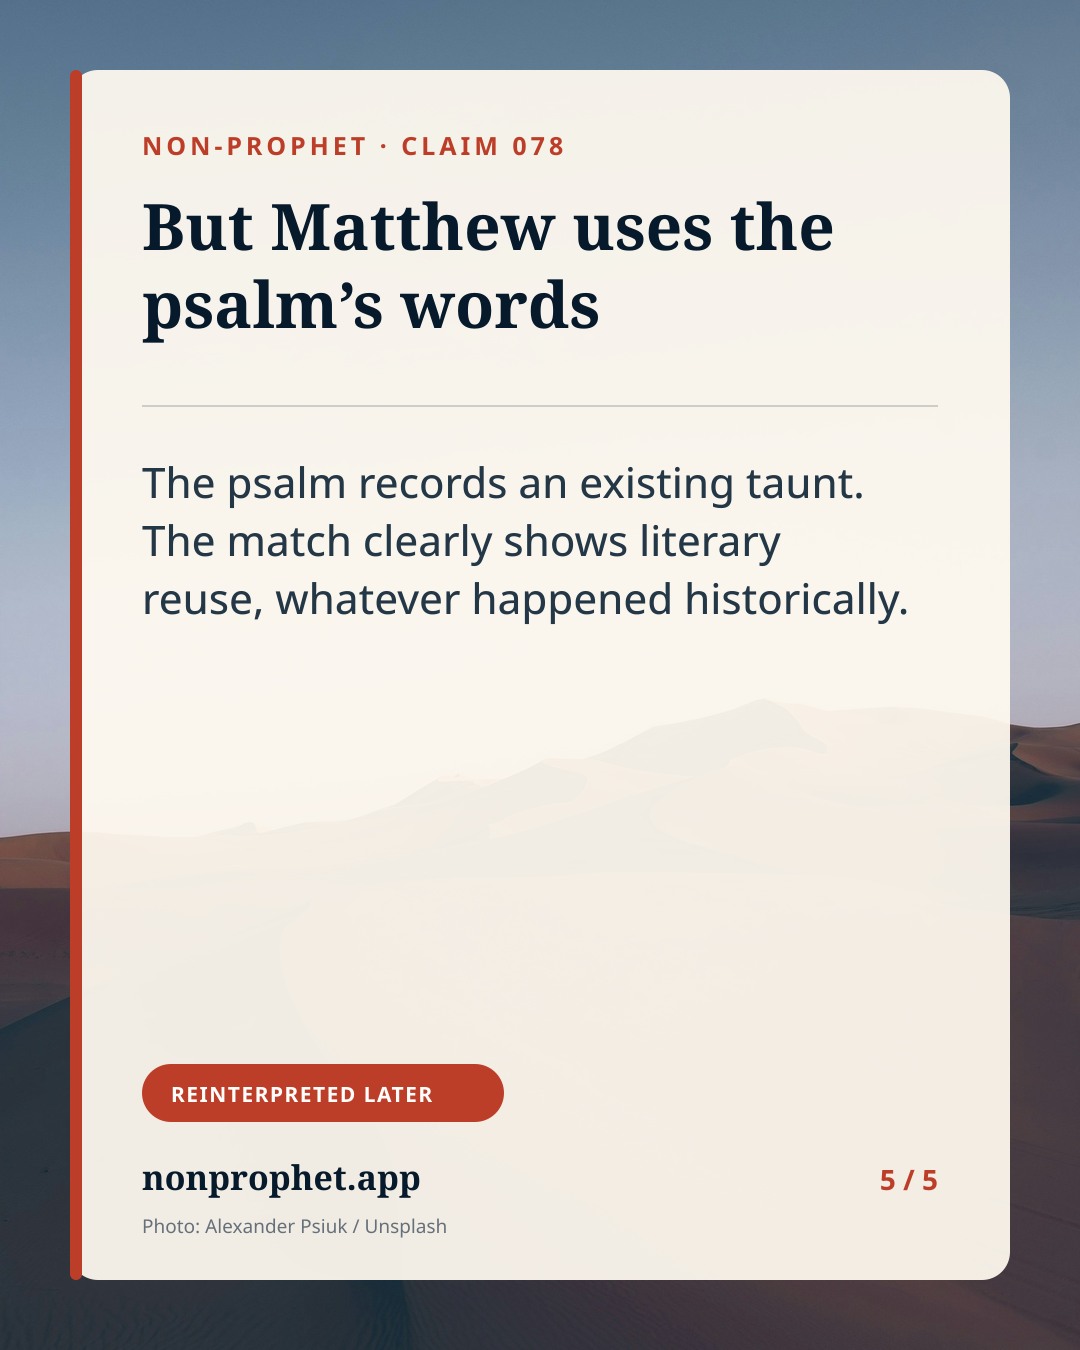 NON-PROPHET · CLAIM 078
But Matthew uses the
psalm’s words
The psalm records an existing taunt.
The match clearly shows literary
reuse, whatever happened historically.
REINTERPRETED LATER
nonprophet.app
5 / 5
Photo: Alexander Psiuk / Unsplash